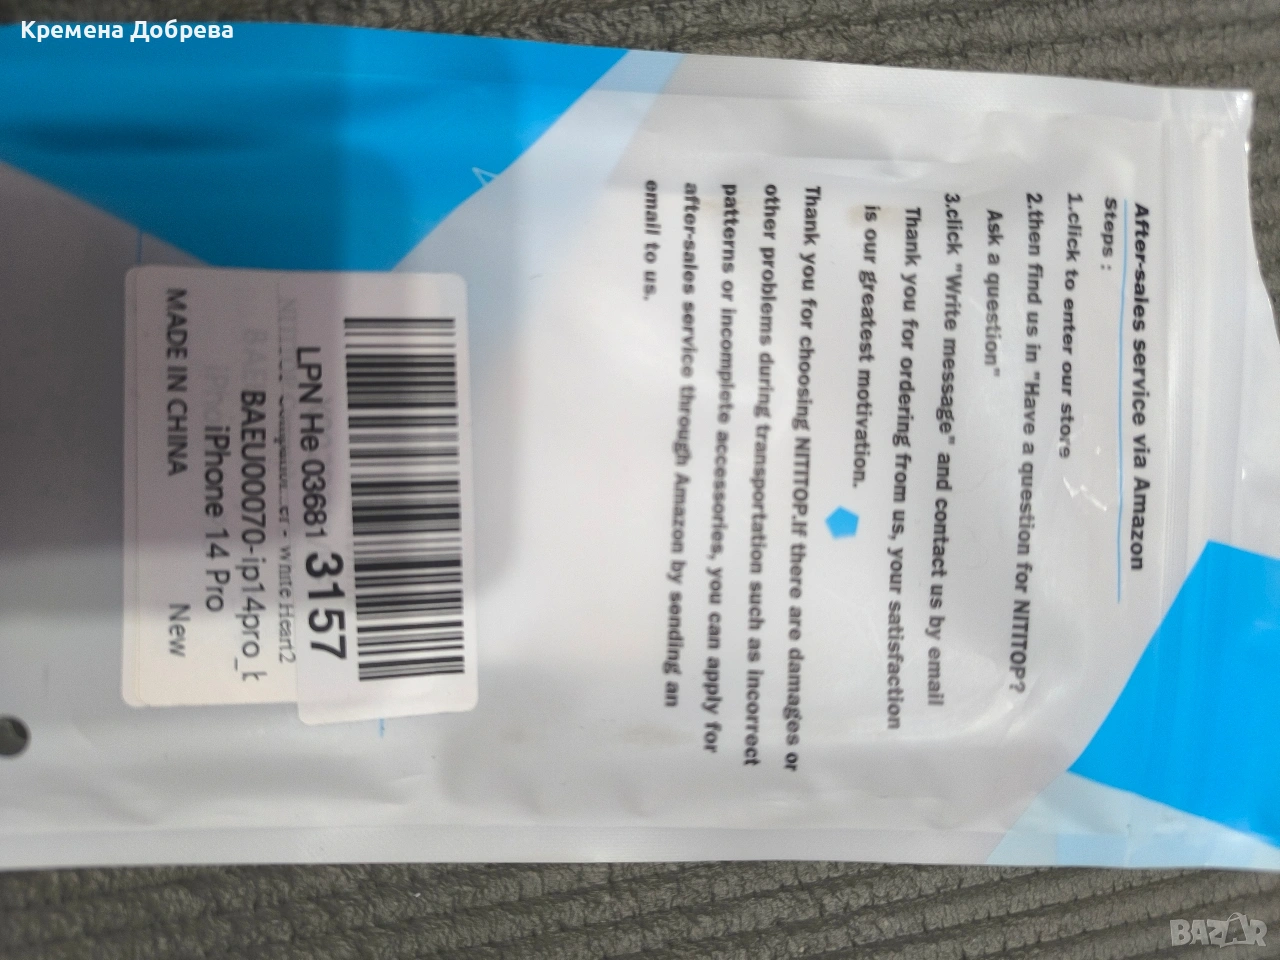 Кремена Добрева
After-sales service via Amazon
Steps :
1.click to enter our store
2.then find us in "Have a question for NITITOP?
Ask a question"
3.click "Write message" and contact us by email
Thank you for ordering from us, your satisfaction
is our greatest motivation.
Thank you for choosing NITITOP.If there are damages or
other problems during transportation such as incorrect
patterns or incomplete accessories, you can apply for
after-sales service through Amazon by sending an
email to us.
LPN He 03681 3157
- White Heart2
BAEU00070-ip14pro_k
iPhone 14 Pro
MADE IN CHINA New
BAZAR